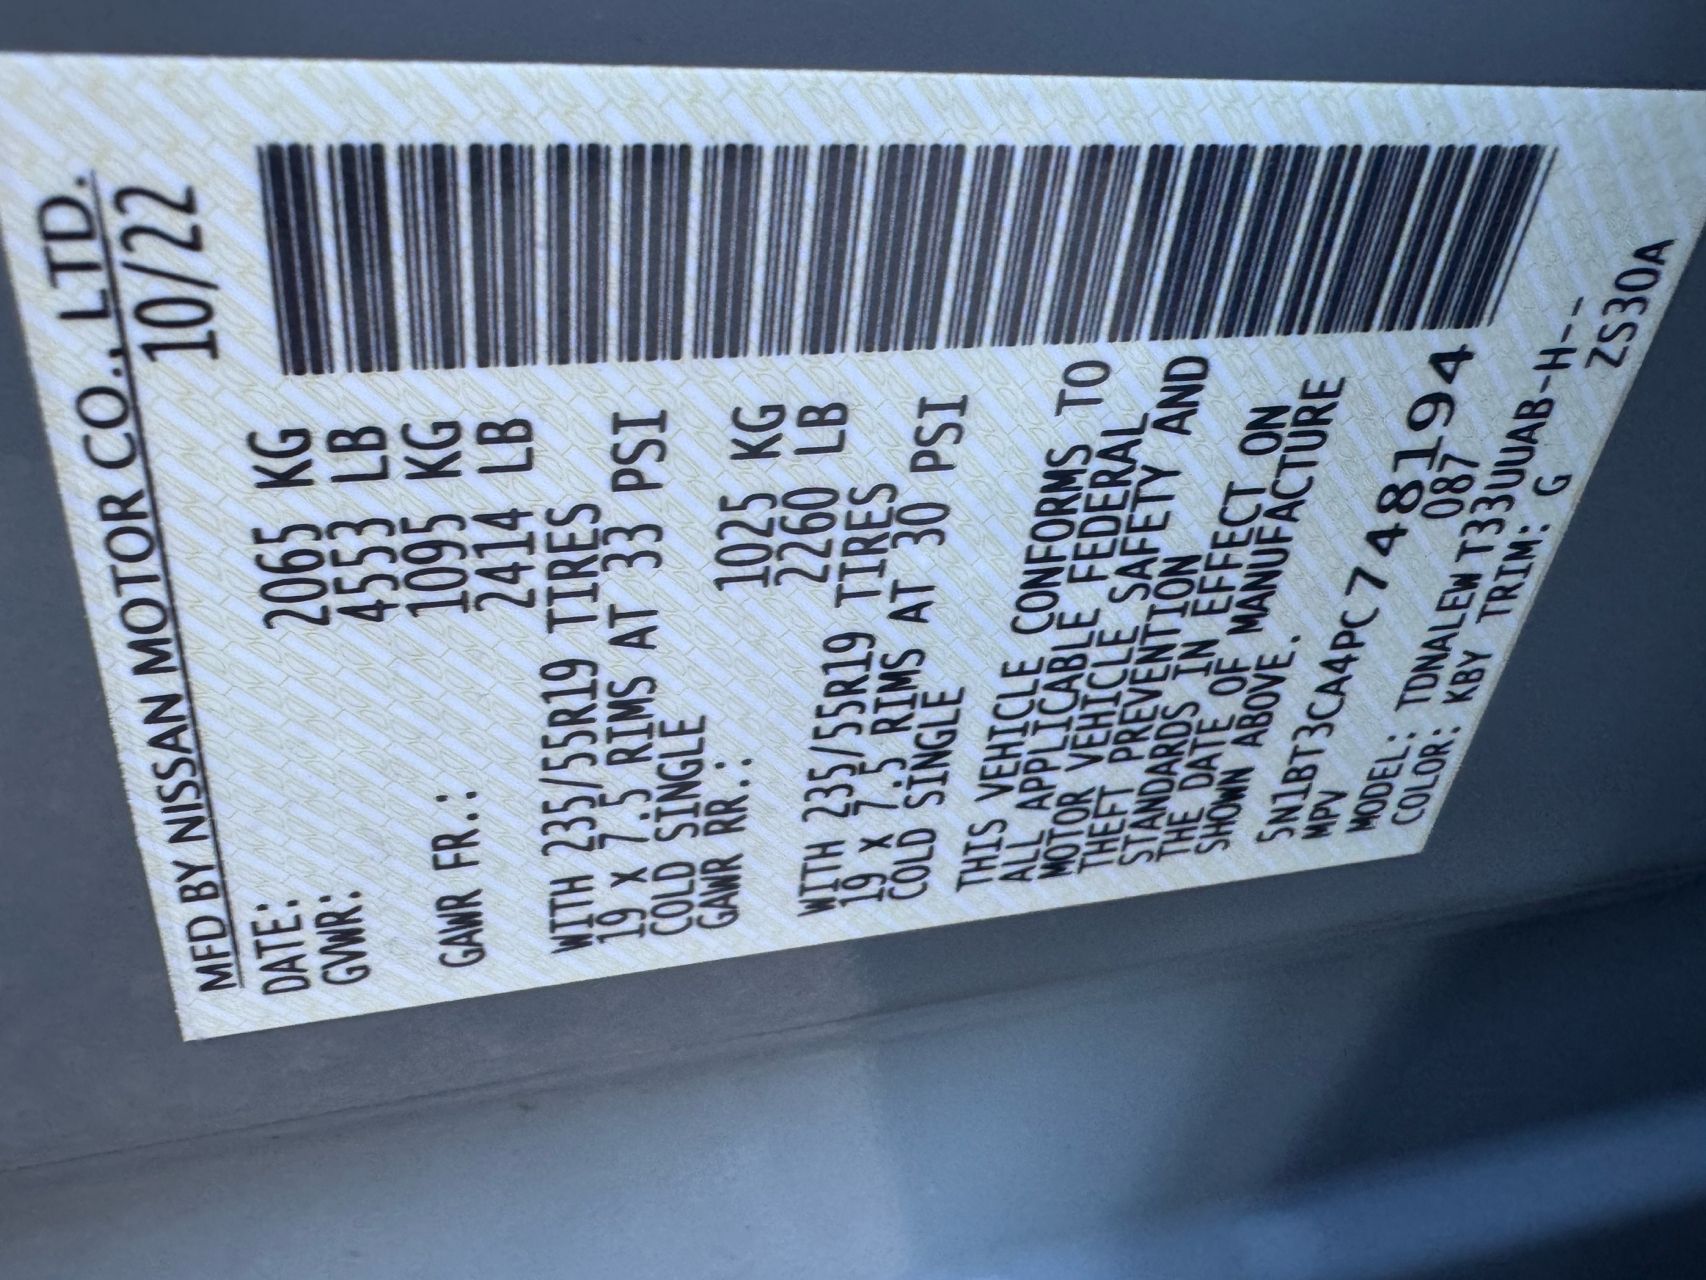 MFD BY NISSAN MOTOR CO., LTD.
DATE: 10/22
GVWR: 2065 KG
4553 LB
GAWR FR.: 1095 KG
2414 LB
WITH 235/55R19 TIRES
19 X 7.5 RIMS AT 33 PSI
COLD SINGLE
GAWR RR.: 1025 KG
2260 LB
WITH 235/55R19 TIRES
19 X 7.5 RIMS AT 30 PSI
COLD SINGLE
THIS VEHICLE CONFORMS TO
ALL APPLICABLE FEDERAL
MOTOR VEHICLE SAFETY AND
THEFT PREVENTION
STANDARDS IN EFFECT ON
THE DATE OF MANUFACTURE
SHOWN ABOVE.
5N1BT3CA4PC748194
MPV 087
MODEL: TDNALEW T33UUAB-H--
COLOR: KBY TRIM: G
ZS30A